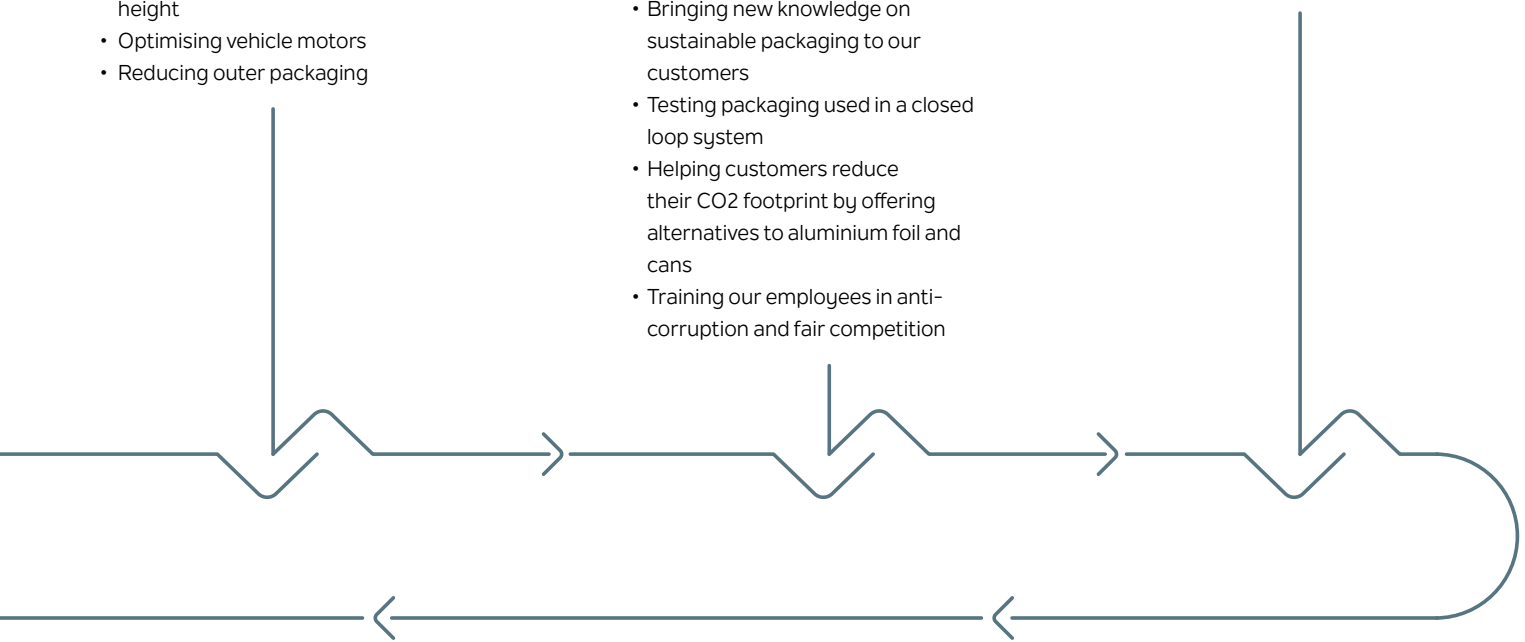 height
• Optimising vehicle motors
• Reducing outer packaging
• Bringing new knowledge on
sustainable packaging to our
customers
• Testing packaging used in a closed
loop system
• Helping customers reduce
their CO2 footprint by offering
alternatives to aluminium foil and
cans
• Training our employees in anti-
corruption and fair competition